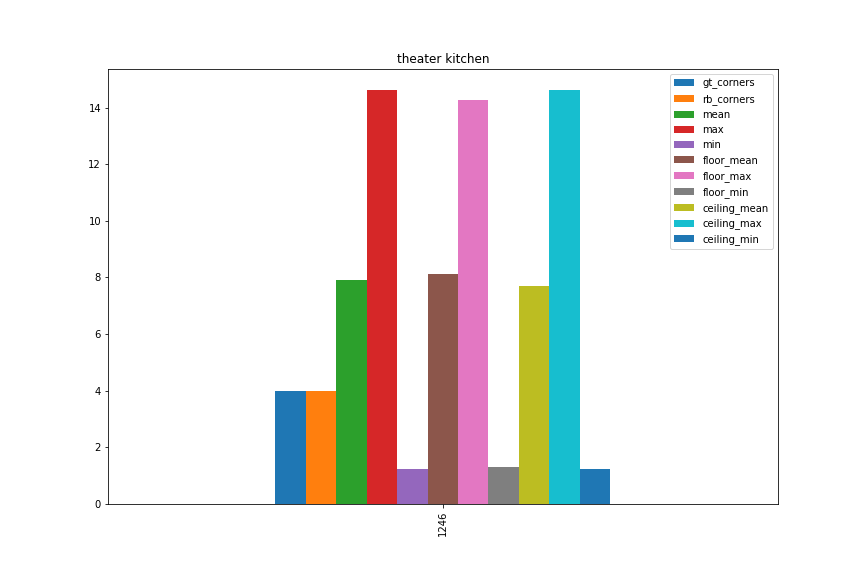 theater kitchen
14
12
10
8
6
4
2
0
1246
gt_corners
rb_corners
mean
max
min
floor_mean
floor_max
floor_min
ceiling_mean
ceiling_max
ceiling_min